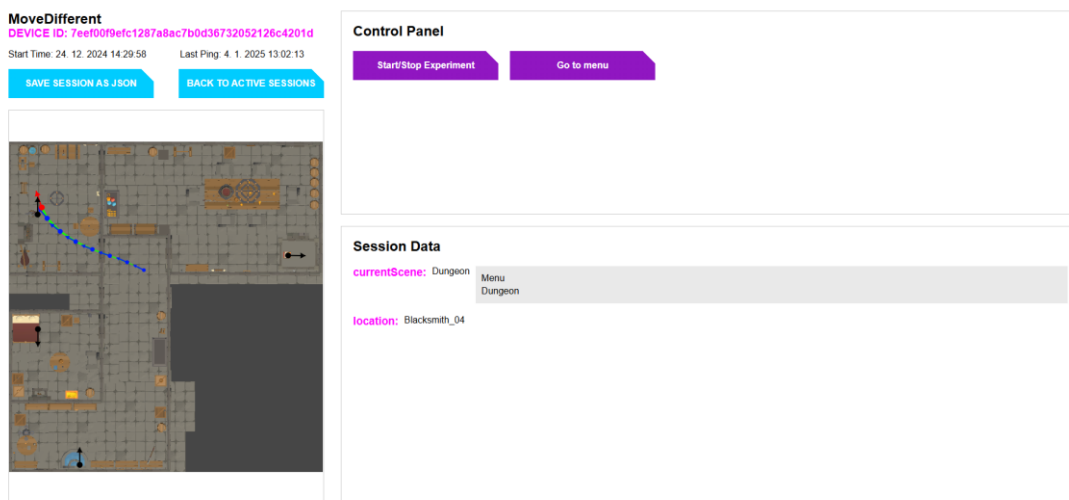 MoveDifferent
DEVICE ID: 7eef00f9efc1287a8ac7b0d36732052126c4201d
Start Time: 24. 12. 2024 14:29:58 Last Ping: 4. 1. 2025 13:02:13
SAVE SESSION AS JSON BACK TO ACTIVE SESSIONS
Control Panel
Start/Stop Experiment Go to menu
Session Data
currentScene: Dungeon
Menu
Dungeon
location: Blacksmith_04